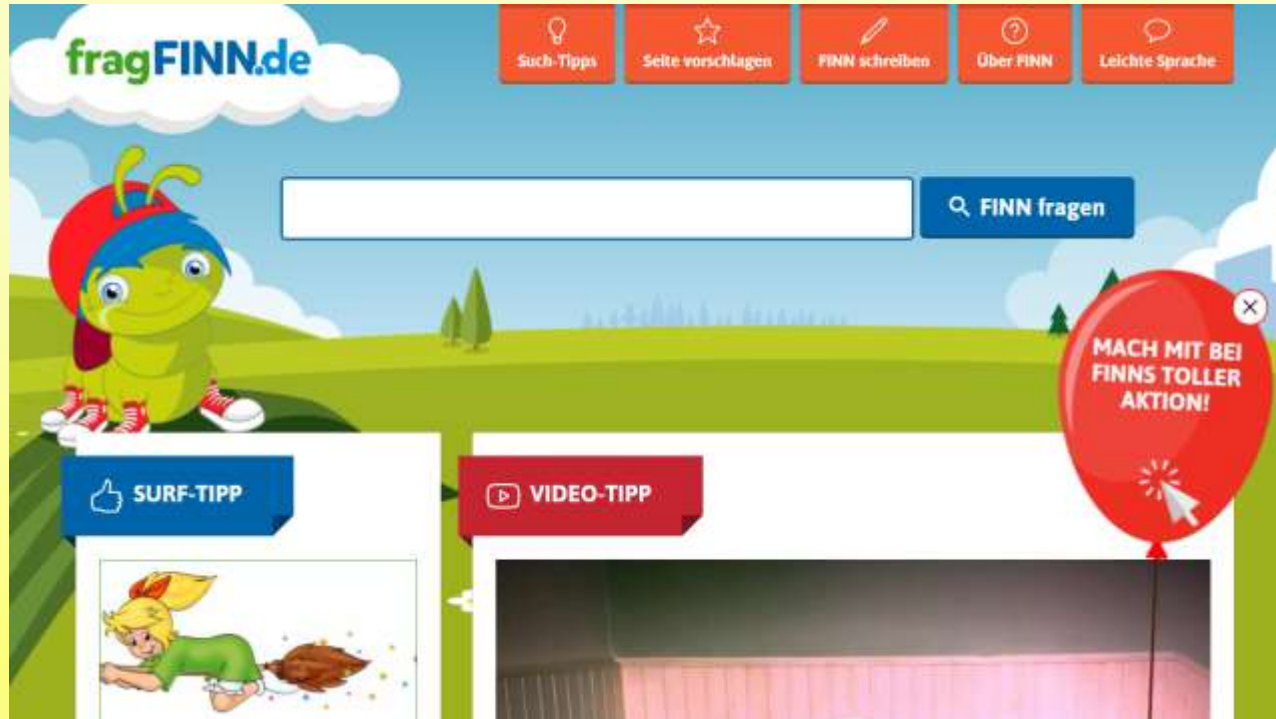 fragFINN.de
Such-Tipps
Seite vorschlagen
FINN schreiben
Über FINN
Leichte Sprache
FINN fragen
MACH MIT BEI
FINNS TOLLER
AKTION!
SURF-TIPP
VIDEO-TIPP